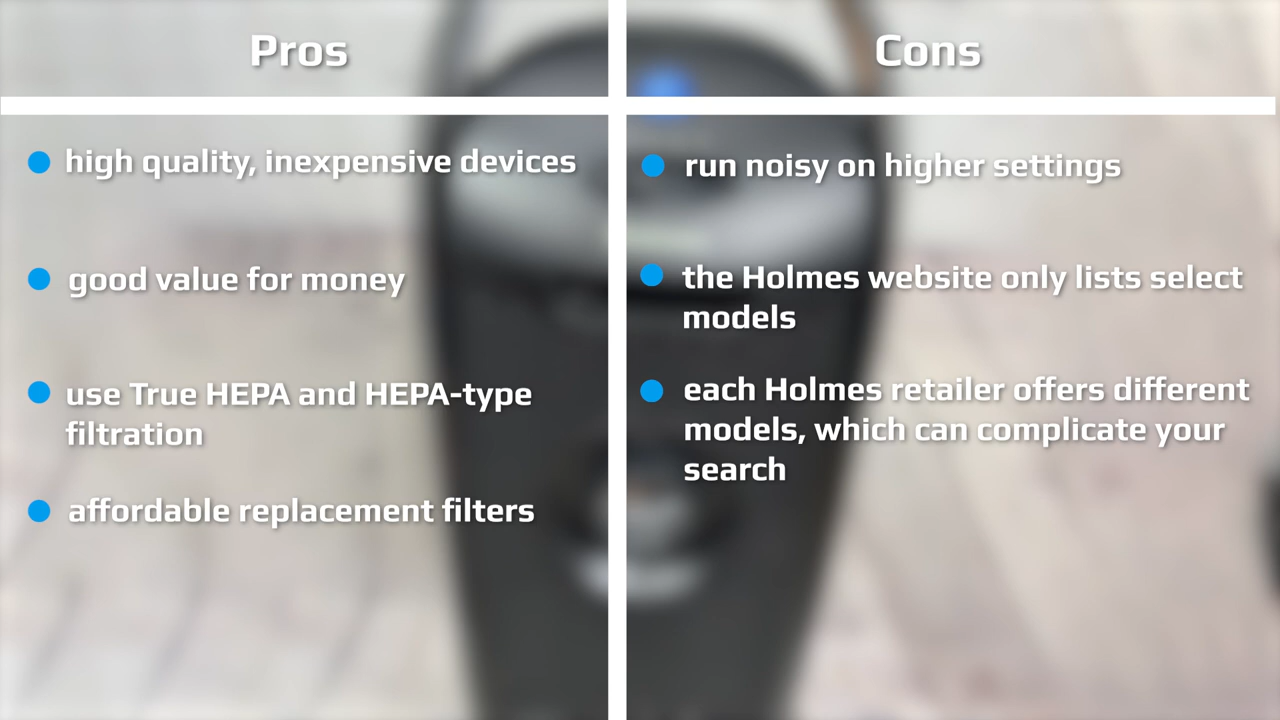 Pros
high quality, inexpensive devices
good value for money
use True HEPA and HEPA-type
filtration
affordable replacement filters
Cons
run noisy on higher settings
the Holmes website only lists select
models
each Holmes retailer offers different
models, which can complicate your
search